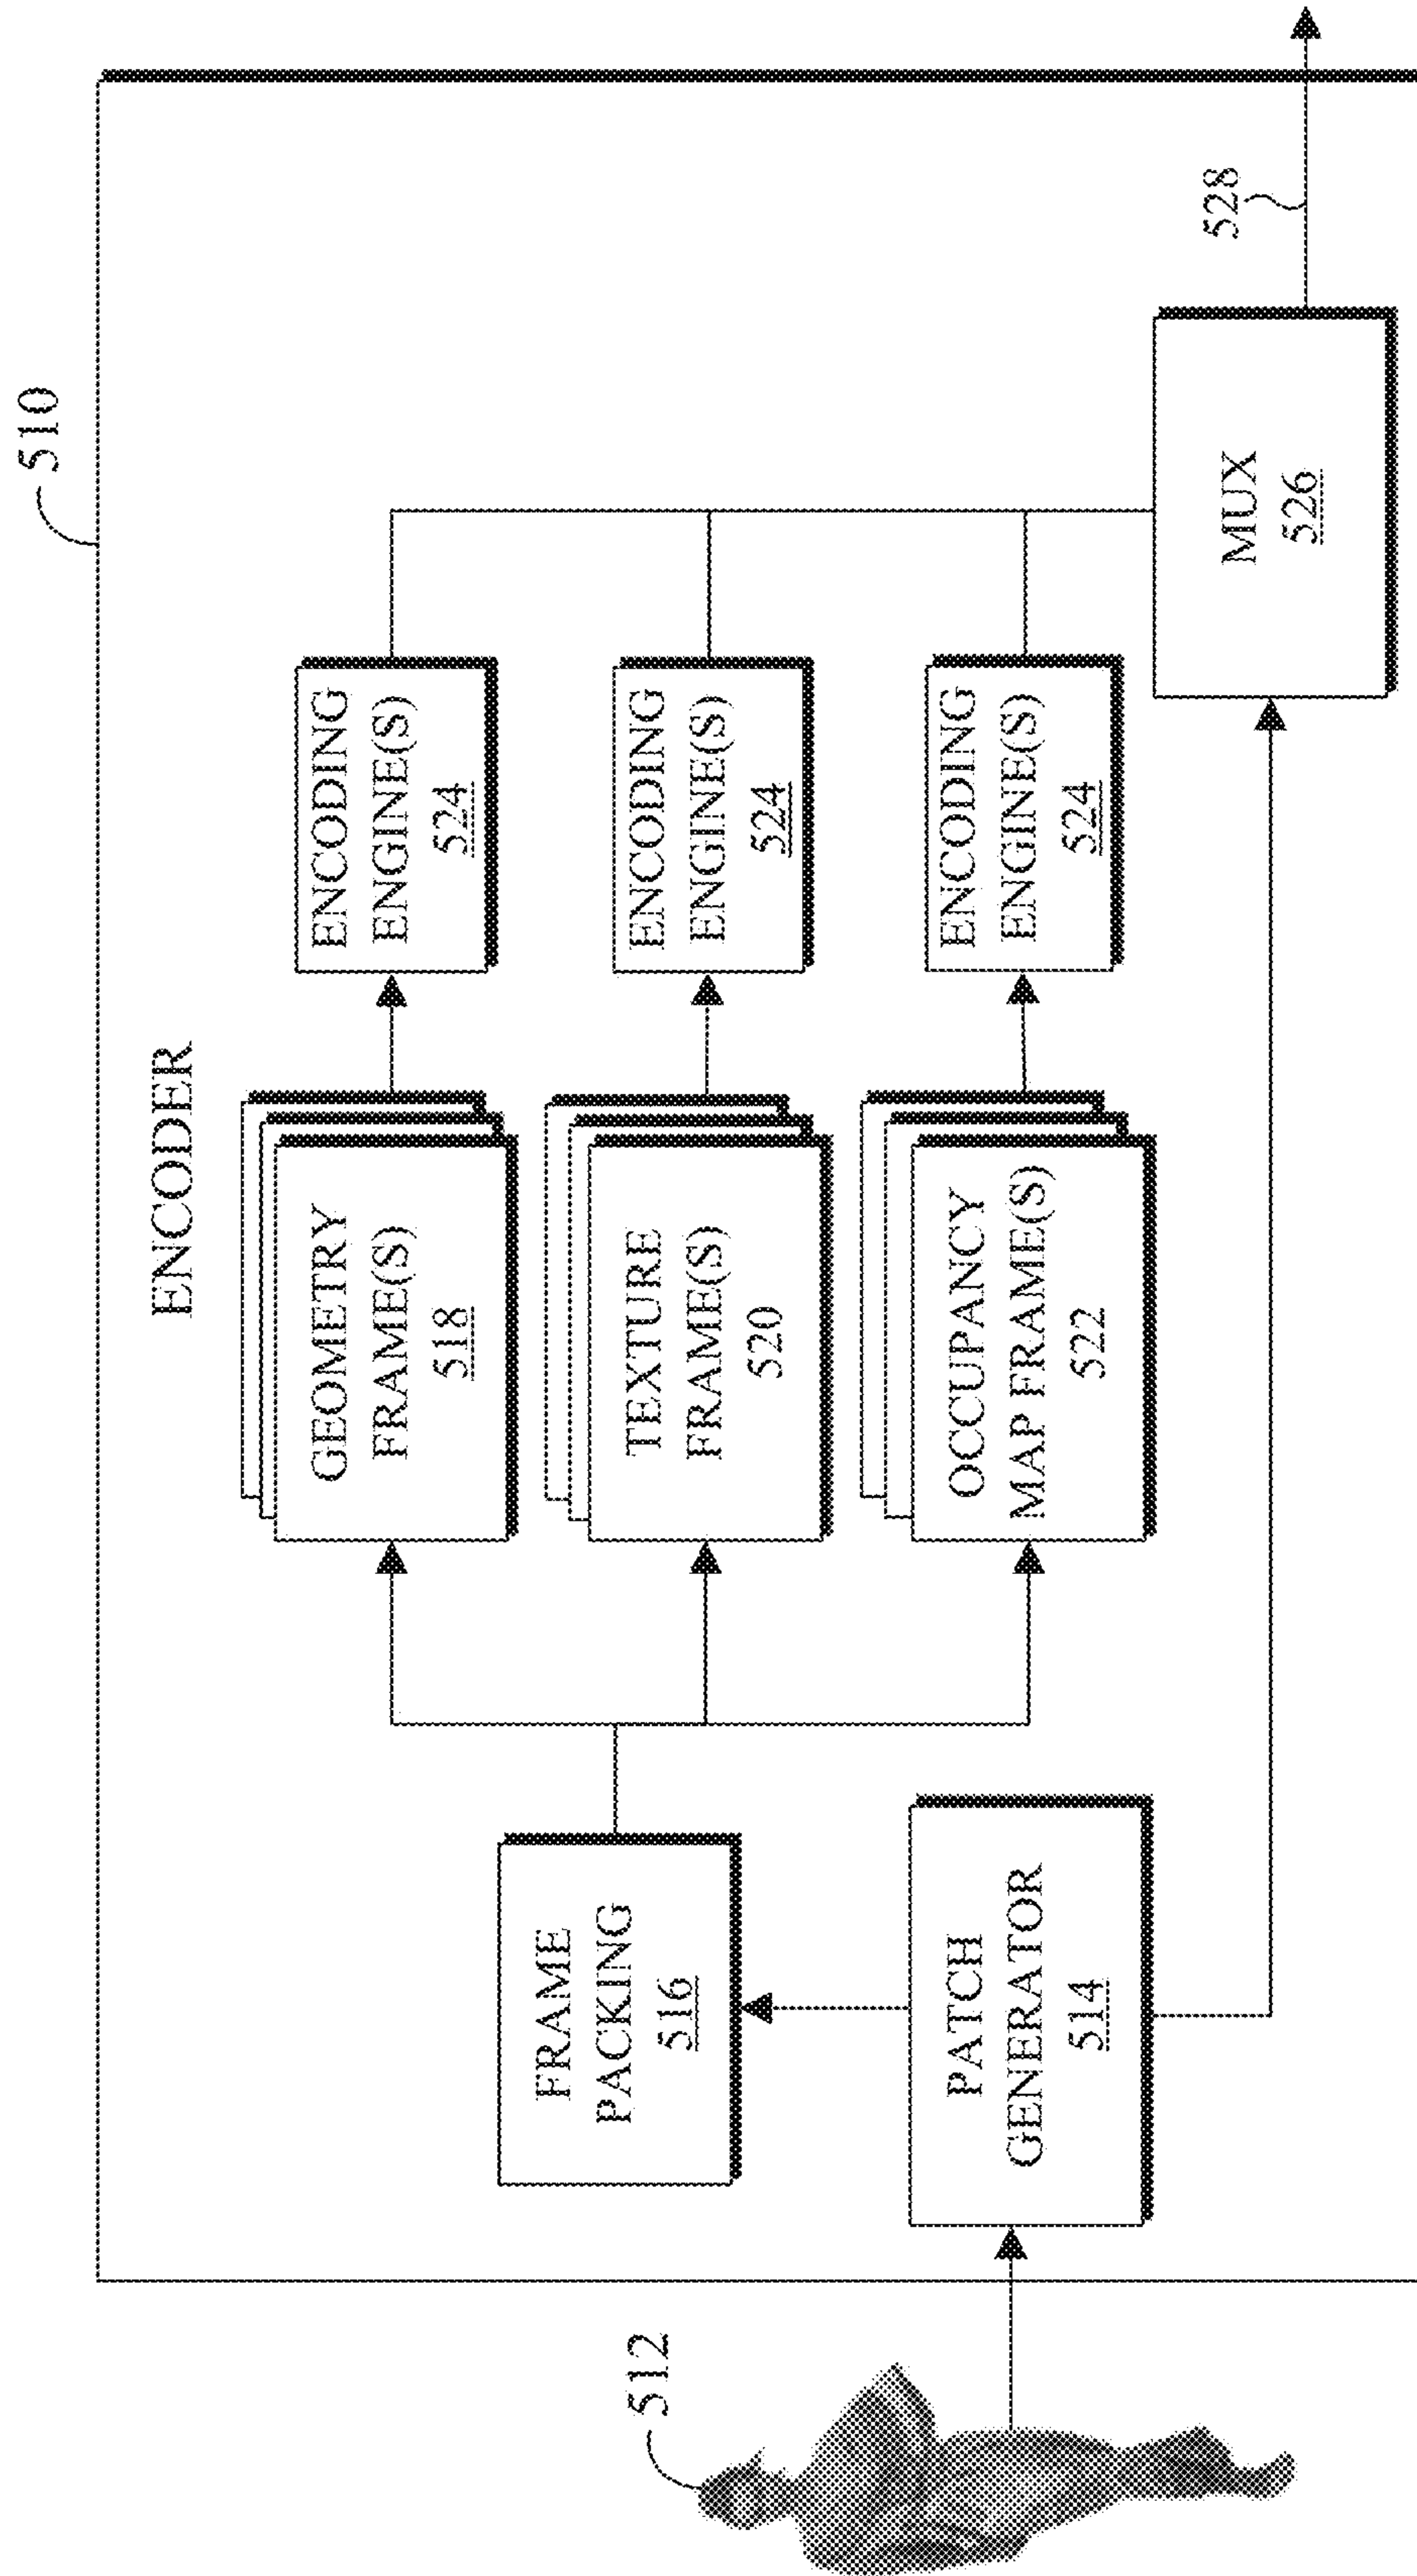 510
ENCODER
512
FRAME
PACKING
516
PATCH
GENERATOR
514
GEOMETRY
FRAME(S)
518
TEXTURE
FRAME(S)
520
OCCUPANCY
MAP FRAME(S)
522
ENCODING
ENGINE(S)
524
ENCODING
ENGINE(S)
524
ENCODING
ENGINE(S)
524
MUX
526
528